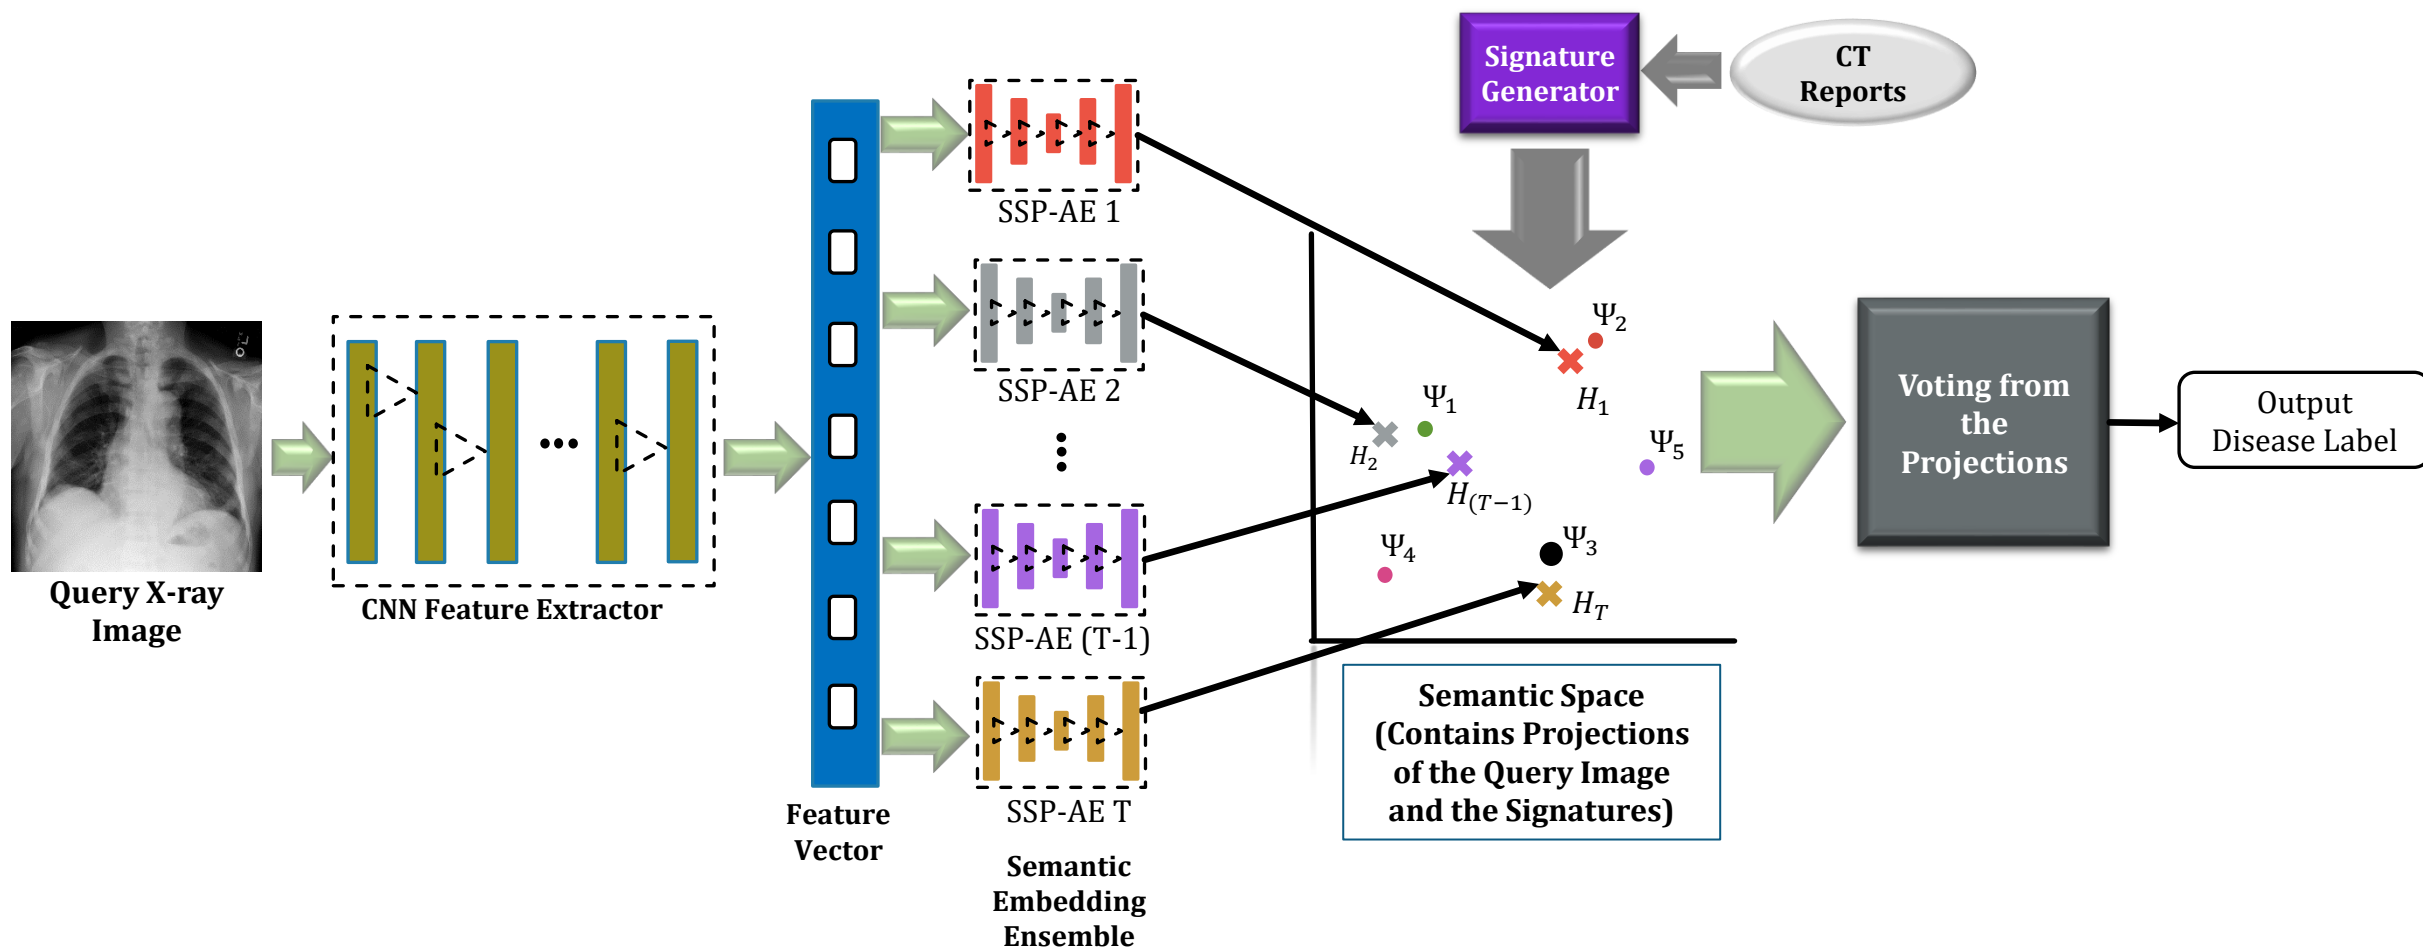 Query X-ray
Image
CNN Feature Extractor
Feature
Vector
SSP-AE 1
SSP-AE 2
SSP-AE (T-1)
SSP-AE T
Semantic
Embedding
Ensemble
Signature
Generator
CT
Reports
Ψ₂
H₁
Ψ₁
H₂
Ψ₅
H₍T−1₎
Ψ₄
Ψ₃
H_T
Semantic Space
(Contains Projections
of the Query Image
and the Signatures)
Voting from
the
Projections
Output
Disease Label